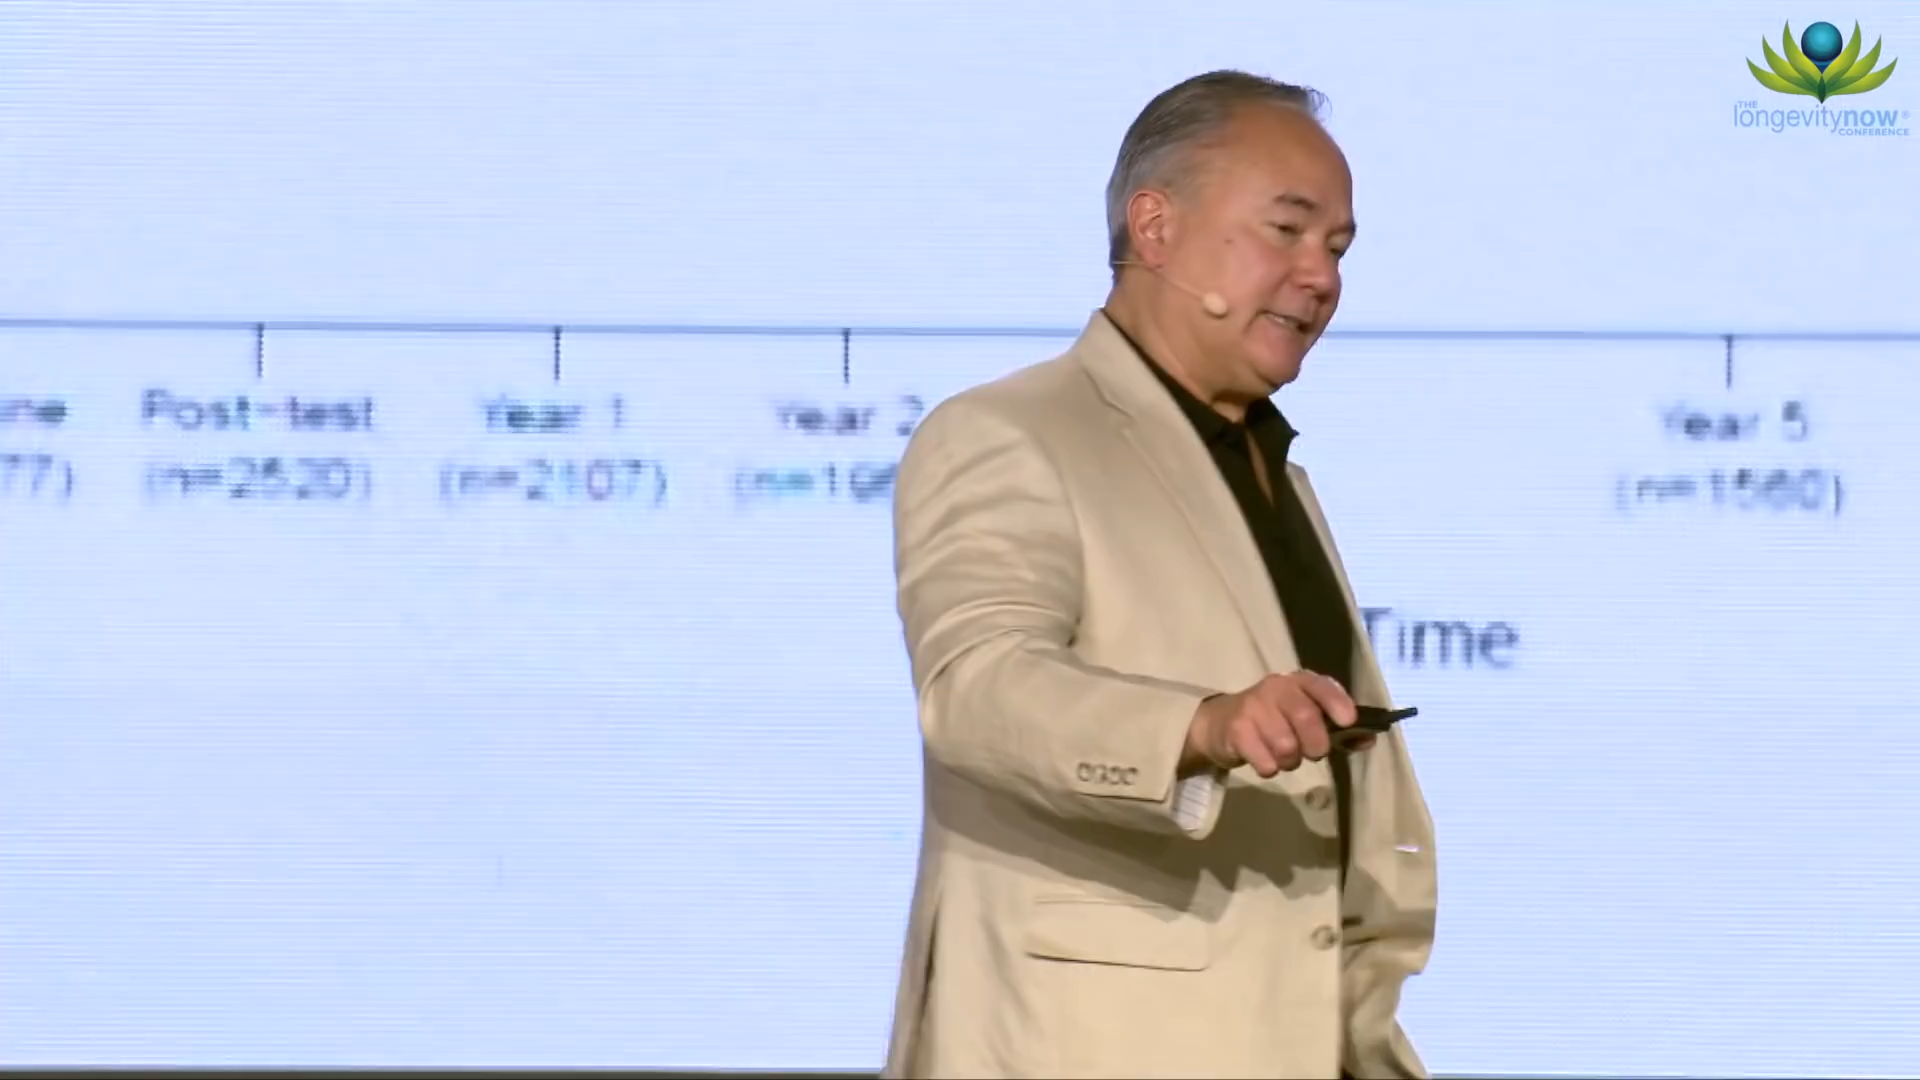 THE
longevitynow®
CONFERENCE
Post-test
Year 1
Year 2
Year 5
(n=2520)
(n=2107)
(n=1560)
Time